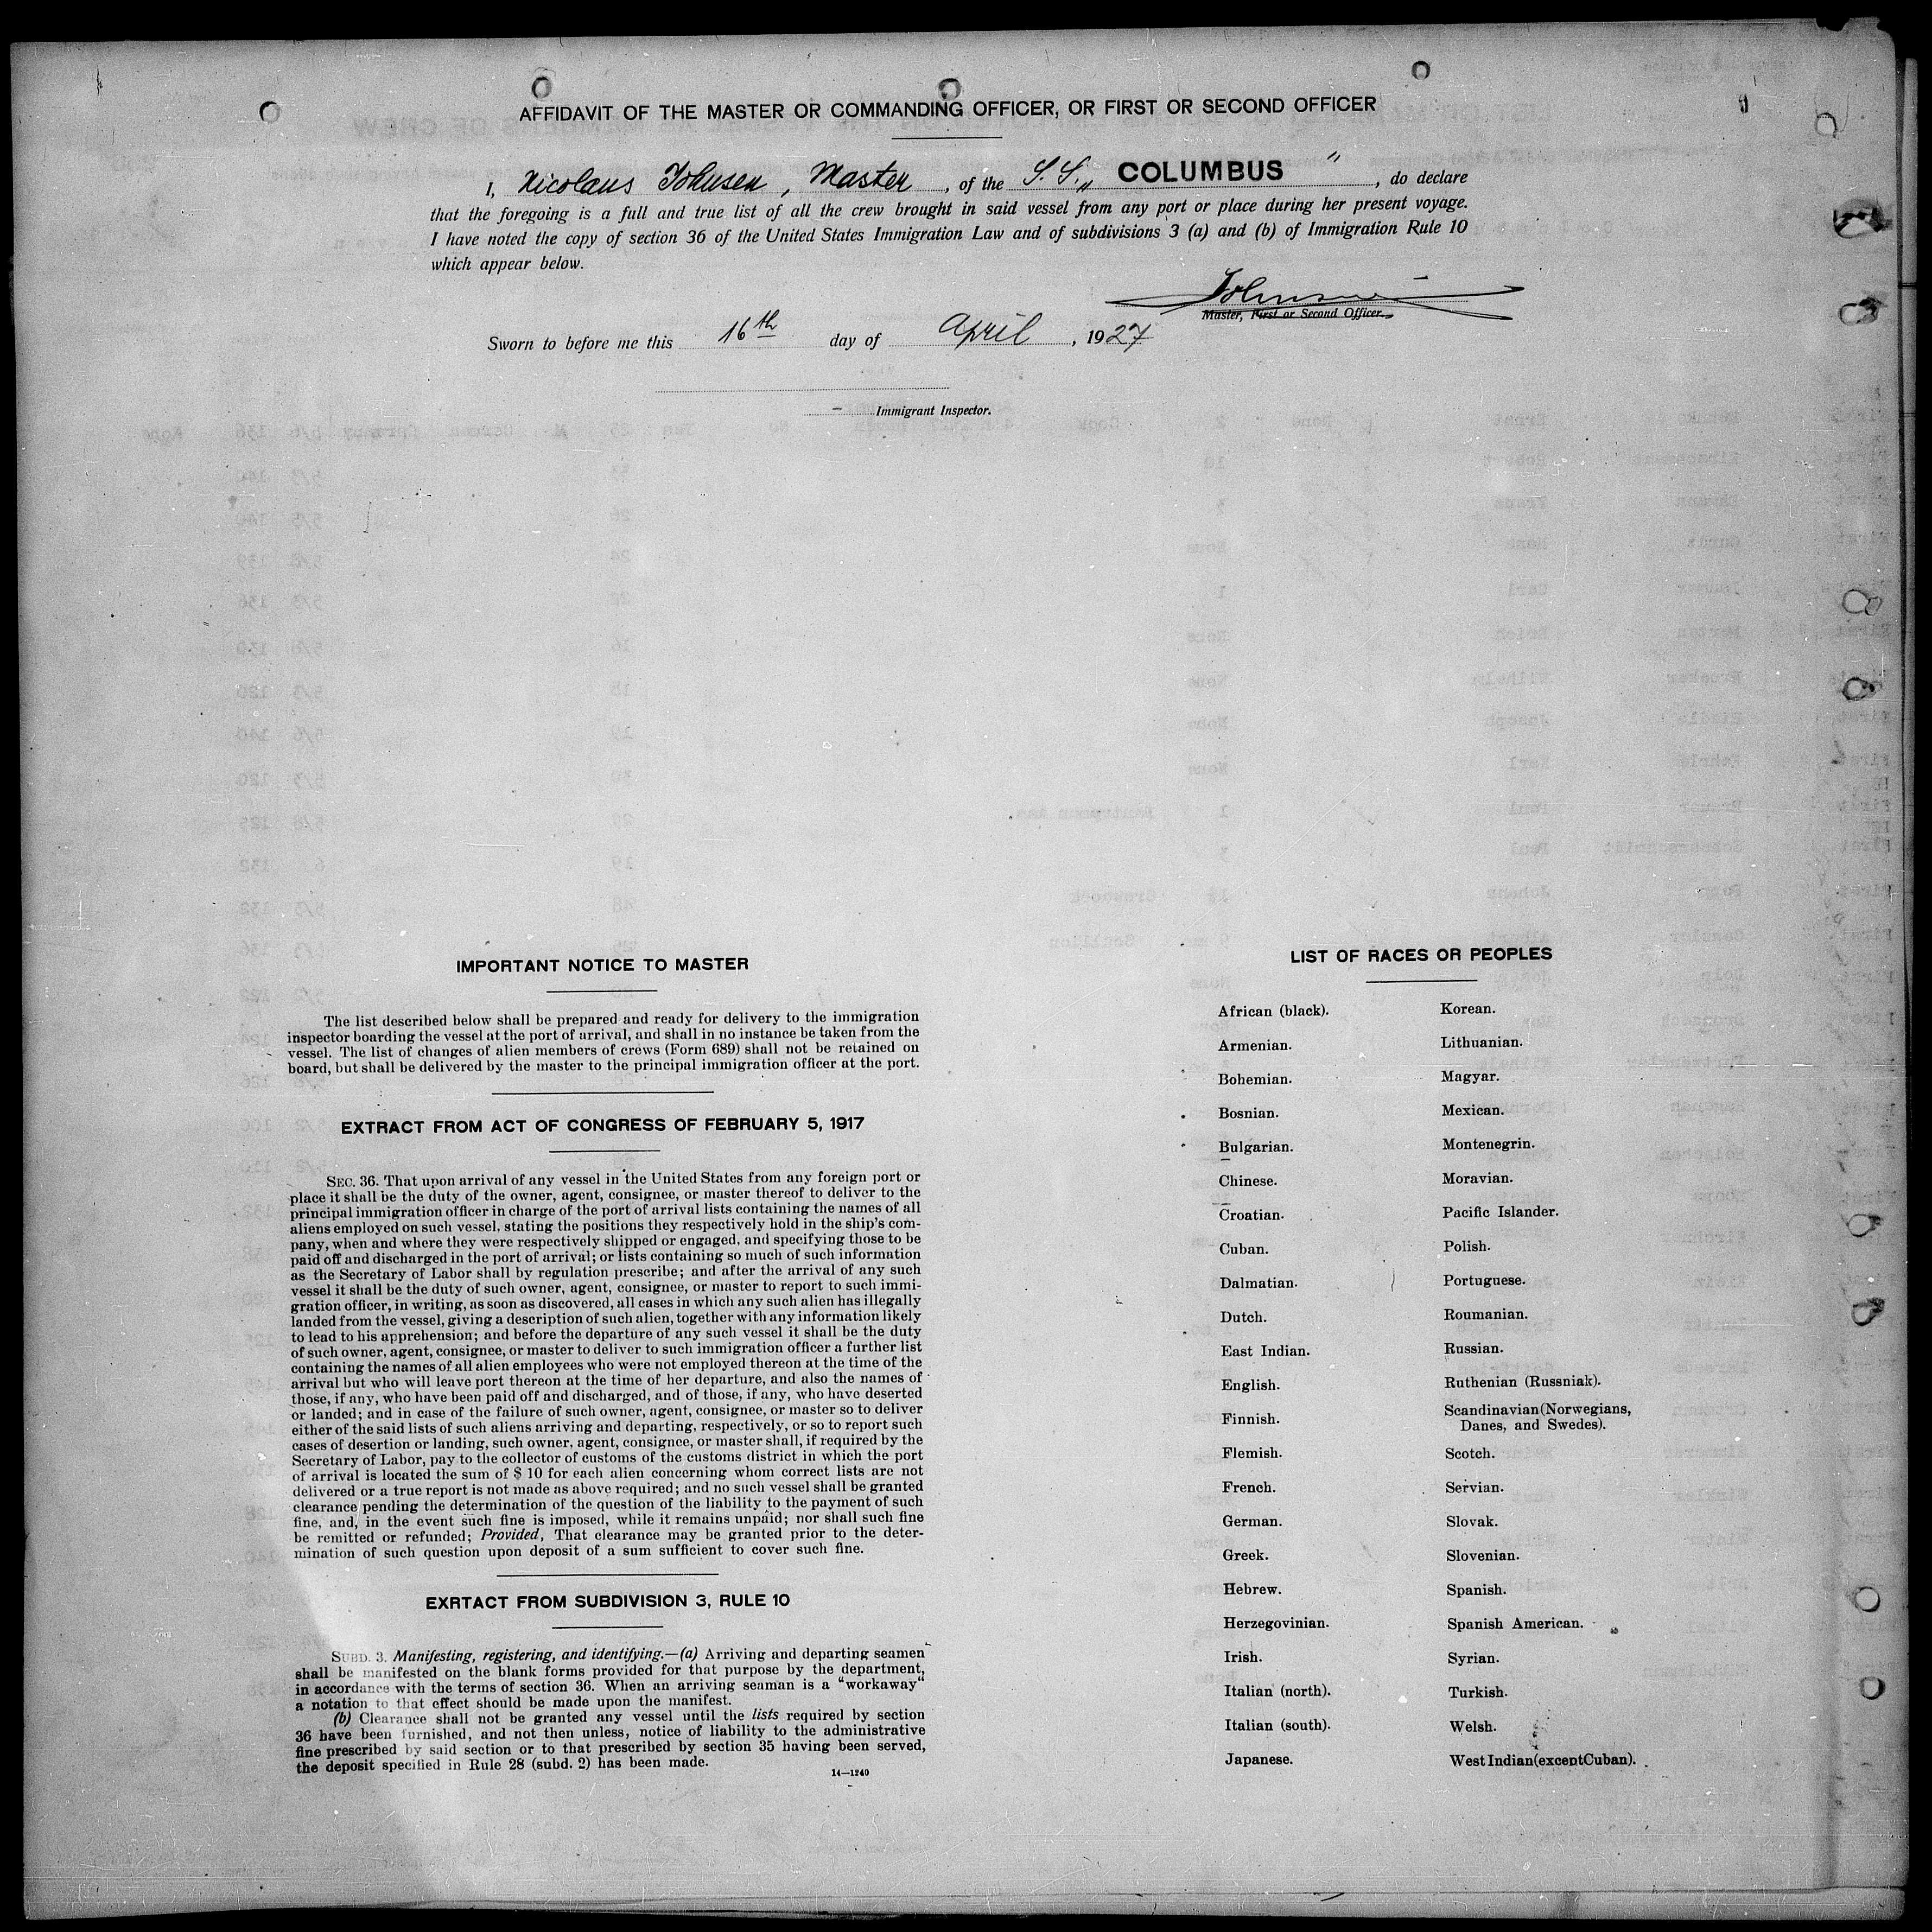 AFFIDAVIT OF THE MASTER OR COMMANDING OFFICER, OR FIRST OR SECOND OFFICER
I, Nicolaus Johnsen, Master, of the S.S. „ COLUMBUS ", do declare
that the foregoing is a full and true list of all the crew brought in said vessel from any port or place during her present voyage.
I have noted the copy of section 36 of the United States Immigration Law and of subdivisions 3 (a) and (b) of Immigration Rule 10
which appear below.
Johnsen
Master, First or Second Officer.
Sworn to before me this 16th day of April, 1927
Immigrant Inspector.
IMPORTANT NOTICE TO MASTER
The list described below shall be prepared and ready for delivery to the immigration
inspector boarding the vessel at the port of arrival, and shall in no instance be taken from the
vessel. The list of changes of alien members of crews (Form 689) shall not be retained on
board, but shall be delivered by the master to the principal immigration officer at the port.
EXTRACT FROM ACT OF CONGRESS OF FEBRUARY 5, 1917
SEC. 36. That upon arrival of any vessel in the United States from any foreign port or
place it shall be the duty of the owner, agent, consignee, or master thereof to deliver to the
principal immigration officer in charge of the port of arrival lists containing the names of all
aliens employed on such vessel, stating the positions they respectively hold in the ship's com-
pany, when and where they were respectively shipped or engaged, and specifying those to be
paid off and discharged in the port of arrival; or lists containing so much of such information
as the Secretary of Labor shall by regulation prescribe; and after the arrival of any such
vessel it shall be the duty of such owner, agent, consignee, or master to report to such immi-
gration officer, in writing, as soon as discovered, all cases in which any such alien has illegally
landed from the vessel, giving a description of such alien, together with any information likely
to lead to his apprehension; and before the departure of any such vessel it shall be the duty
of such owner, agent, consignee, or master to deliver to such immigration officer a further list
containing the names of all alien employees who were not employed thereon at the time of the
arrival but who will leave port thereon at the time of her departure, and also the names of
those, if any, who have been paid off and discharged, and of those, if any, who have deserted
or landed; and in case of the failure of such owner, agent, consignee, or master so to deliver
either of the said lists of such aliens arriving and departing, respectively, or so to report such
cases of desertion or landing, such owner, agent, consignee, or master shall, if required by the
Secretary of Labor, pay to the collector of customs of the customs district in which the port
of arrival is located the sum of $ 10 for each alien concerning whom correct lists are not
delivered or a true report is not made as above required; and no such vessel shall be granted
clearance pending the determination of the question of the liability to the payment of such
fine, and, in the event such fine is imposed, while it remains unpaid; nor shall such fine
be remitted or refunded; Provided, That clearance may be granted prior to the deter-
mination of such question upon deposit of a sum sufficient to cover such fine.
EXRTACT FROM SUBDIVISION 3, RULE 10
SUBD. 3. Manifesting, registering, and identifying.—(a) Arriving and departing seamen
shall be manifested on the blank forms provided for that purpose by the department,
in accordance with the terms of section 36. When an arriving seaman is a "workaway"
a notation to that effect should be made upon the manifest.
(b) Clearance shall not be granted any vessel until the lists required by section
36 have been furnished, and not then unless, notice of liability to the administrative
fine prescribed by said section or to that prescribed by section 35 having been served,
the deposit specified in Rule 28 (subd. 2) has been made.
14—1240
LIST OF RACES OR PEOPLES
African (black).
Armenian.
Bohemian.
Bosnian.
Bulgarian.
Chinese.
Croatian.
Cuban.
Dalmatian.
Dutch.
East Indian.
English.
Finnish.
Flemish.
French.
German.
Greek.
Hebrew.
Herzegovinian.
Irish.
Italian (north).
Italian (south).
Japanese.
Korean.
Lithuanian.
Magyar.
Mexican.
Montenegrin.
Moravian.
Pacific Islander.
Polish.
Portuguese.
Roumanian.
Russian.
Ruthenian (Russniak).
Scandinavian (Norwegians,
Danes, and Swedes).
Scotch.
Servian.
Slovak.
Slovenian.
Spanish.
Spanish American.
Syrian.
Turkish.
Welsh.
West Indian (except Cuban).